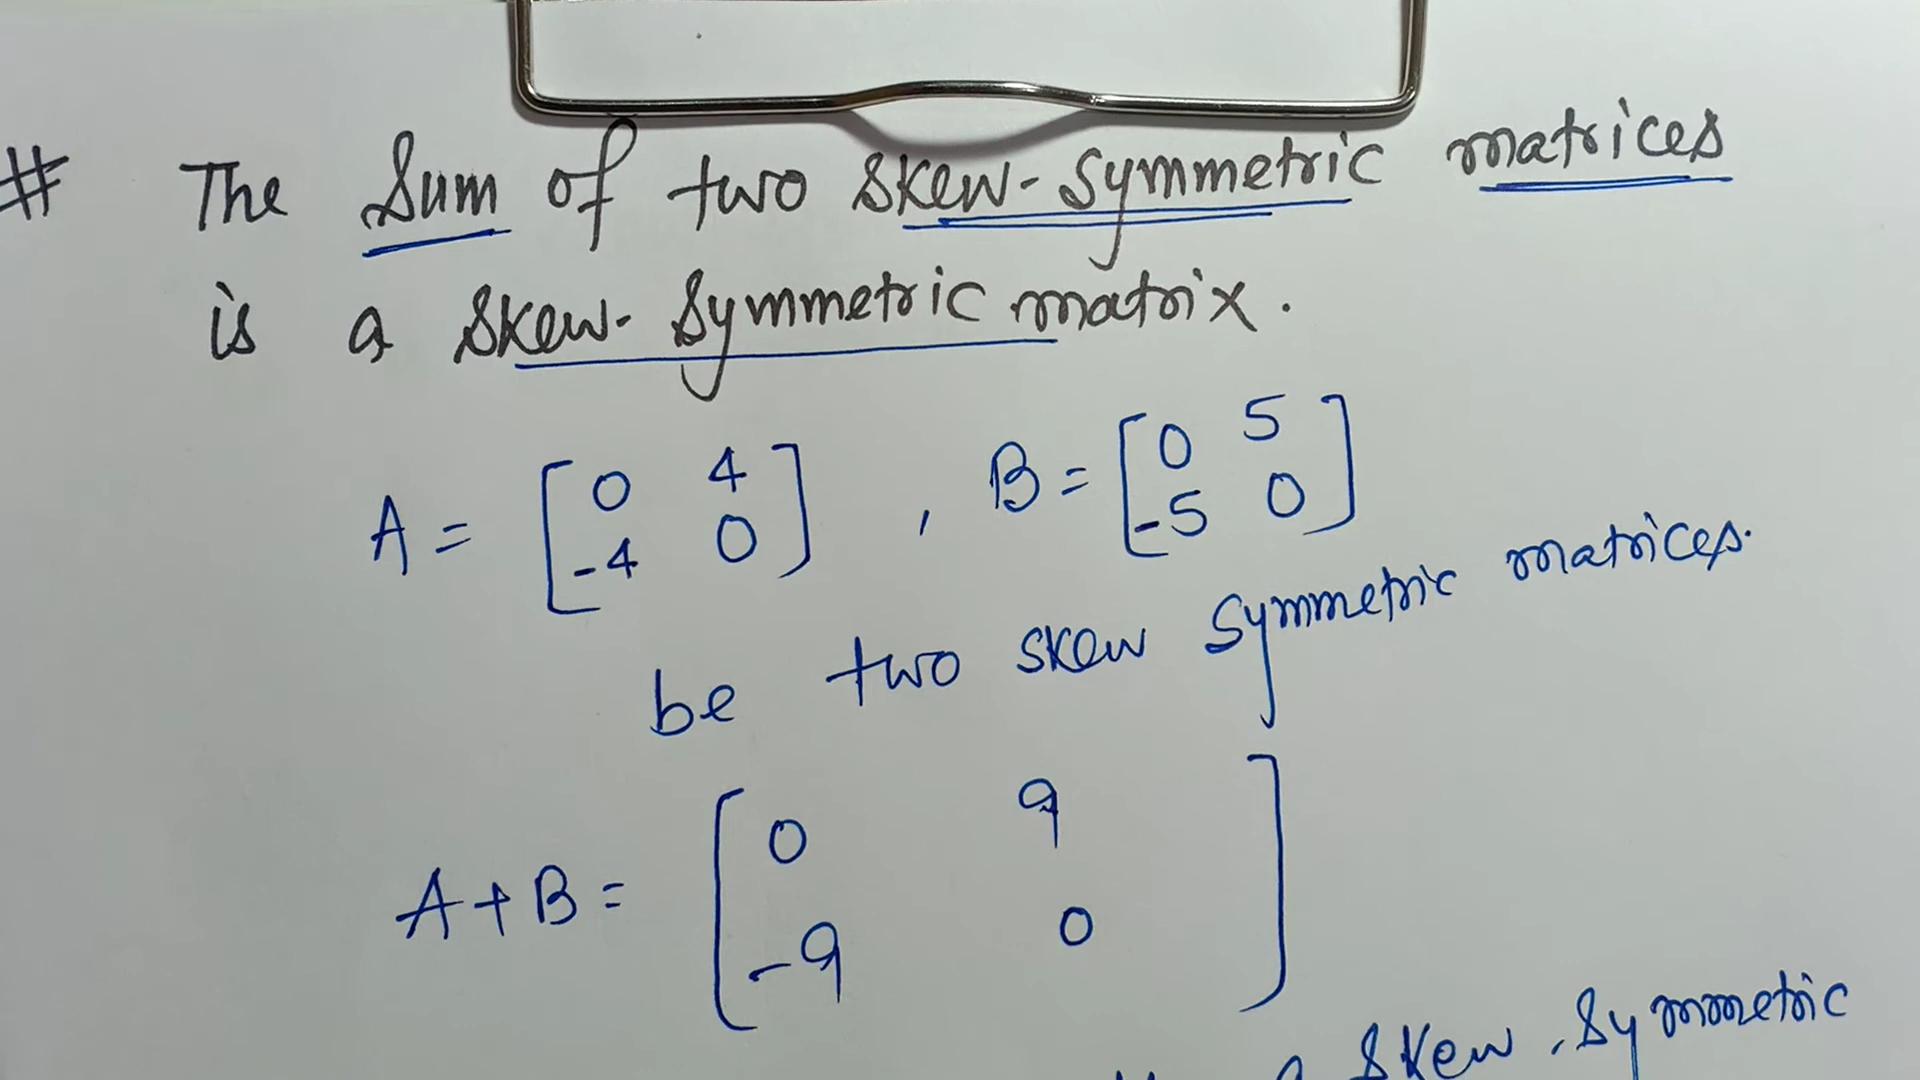 # The Sum of two skew-symmetric matrices
is a skew-symmetric matrix.
A = [ 0 4
-4 0 ] , B = [ 0 5
-5 0 ]
be two skew symmetric matrices.
A+B = [ 0 9
-9 0 ]
skew-symmetric